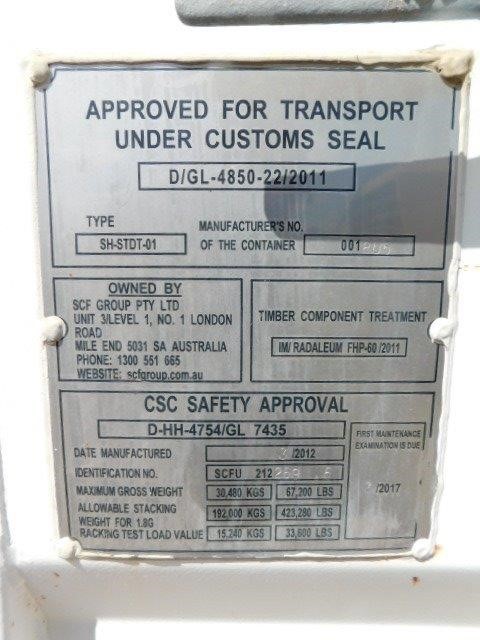 APPROVED FOR TRANSPORT
UNDER CUSTOMS SEAL
D/GL-4850-22/2011
TYPE
SH-STDT-01
MANUFACTURER'S NO.
OF THE CONTAINER
OWNED BY
SCF GROUP PTY LTD
UNIT 3/LEVEL 1, NO. 1 LONDON
ROAD
MILE END 5031 SA AUSTRALIA
PHONE: 1300 551 665
WEBSITE: scfgroup.com.au
TIMBER COMPONENT TREATMENT
IM/ RADALEUM FHP-60 /2011
CSC SAFETY APPROVAL
D-HH-4754/GL 7435
DATE MANUFACTURED /2012
IDENTIFICATION NO. SCFU
MAXIMUM GROSS WEIGHT 30,480 KGS 67,200 LBS
ALLOWABLE STACKING
WEIGHT FOR 1.8G 192,000 KGS 423,280 LBS
RACKING TEST LOAD VALUE 15,240 KGS 33,600 LBS
FIRST MAINTENANCE
EXAMINATION IS DUE
/2017